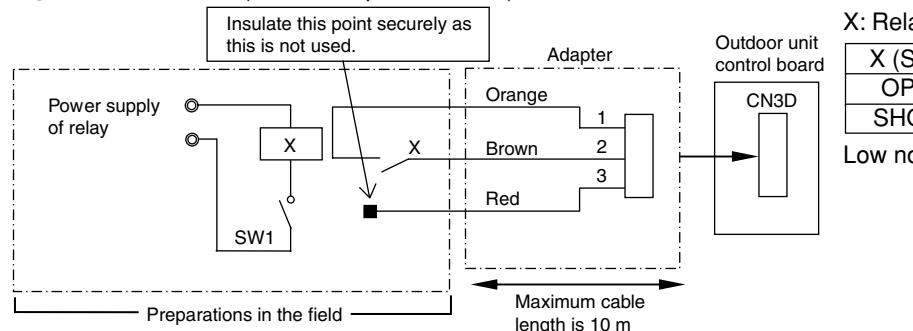 Insulate this point securely as
this is not used.
Adapter
Outdoor unit
control board
X: Rela
X (S
OP
SHO
Low no
Power supply
of relay
X
SW1
X
Orange
1
Brown
2
3
Red
CN3D
Preparations in the field
Maximum cable
length is 10 m